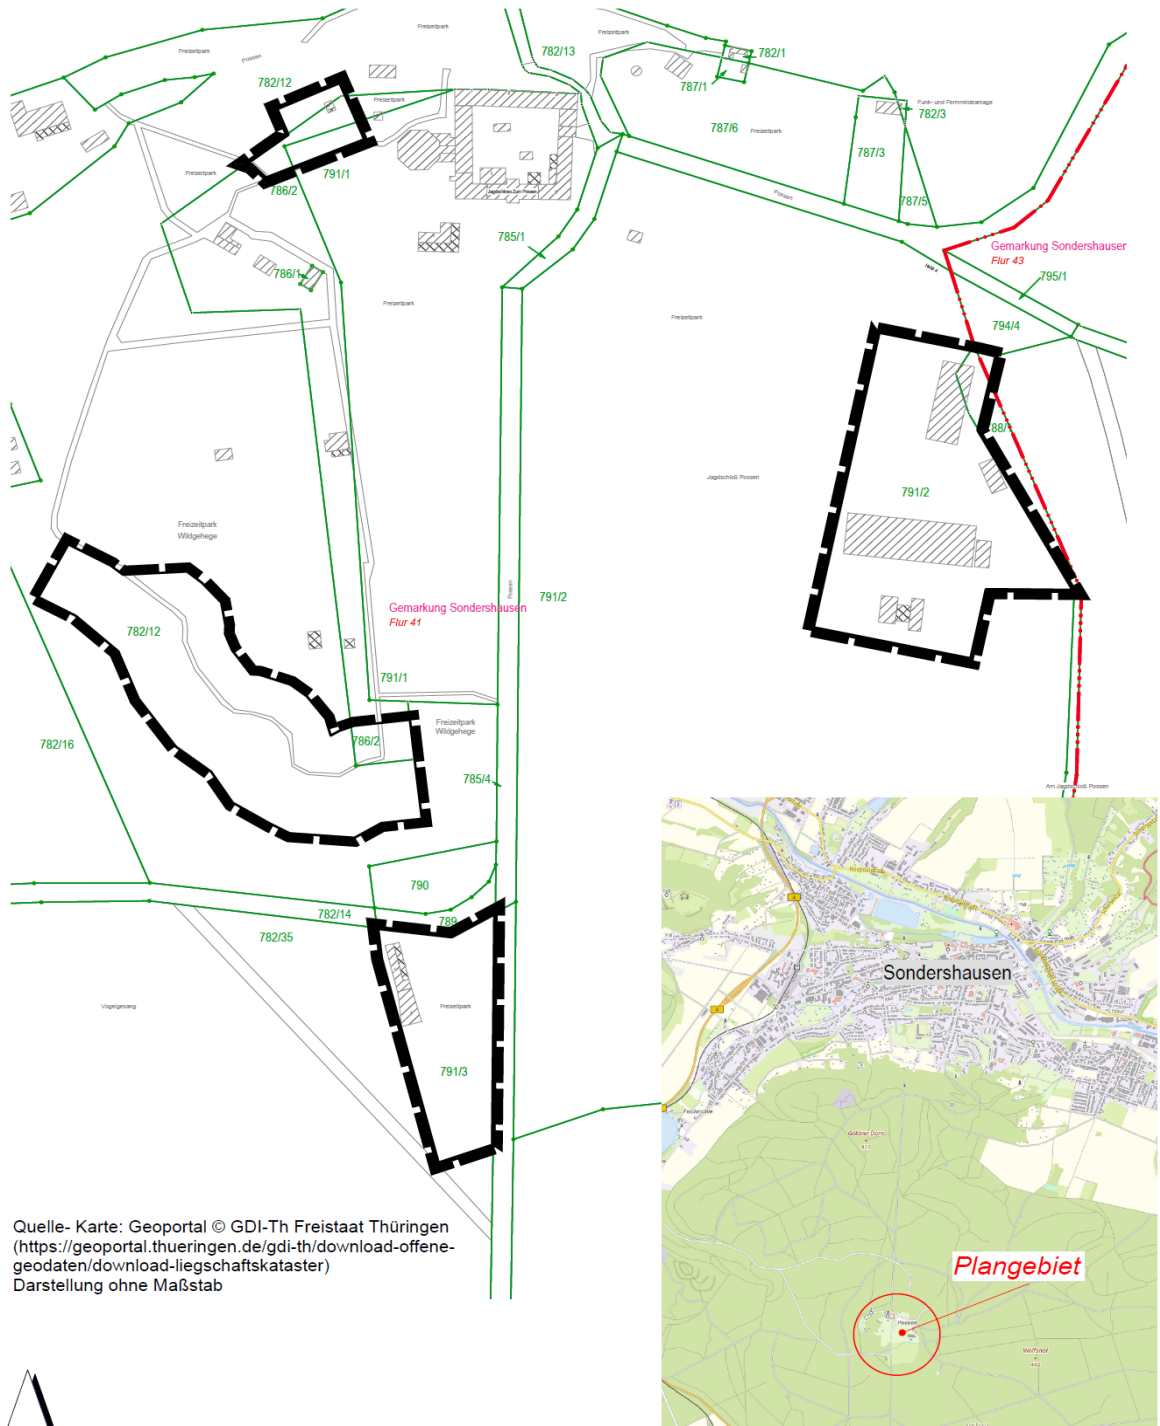 Freizeitpark
Freizeitpark
Possen
782/13
782/1
782/12
787/1
Freizeitpark
Funk- und Fernmeldeanlage
782/3
787/6
Freizeitpark
787/3
Freizeitpark
791/1
786/2
Jagdschloss Zum Possen
Possen
787/5
785/1
Gemarkung Sondershausen
Flur 43
786/1
795/1
Freizeitpark
Freizeitpark
794/4
788/
Jagdschloß Possen
791/2
Freizeitpark
Wildgehege
Possen
791/2
Gemarkung Sondershausen
Flur 41
782/12
791/1
Freizeitpark
Wildgehege
786/2
782/16
785/4
Am Jagdschloß Possen
790
782/14
789
782/35
Vogelgesang
Freizeitpark
791/3
Sondershausen
Göldner Damm
Plangebiet
Possen
Quelle- Karte: Geoportal © GDI-Th Freistaat Thüringen
(https://geoportal.thueringen.de/gdi-th/download-offene-
geodaten/download-liegschaftskataster)
Darstellung ohne Maßstab